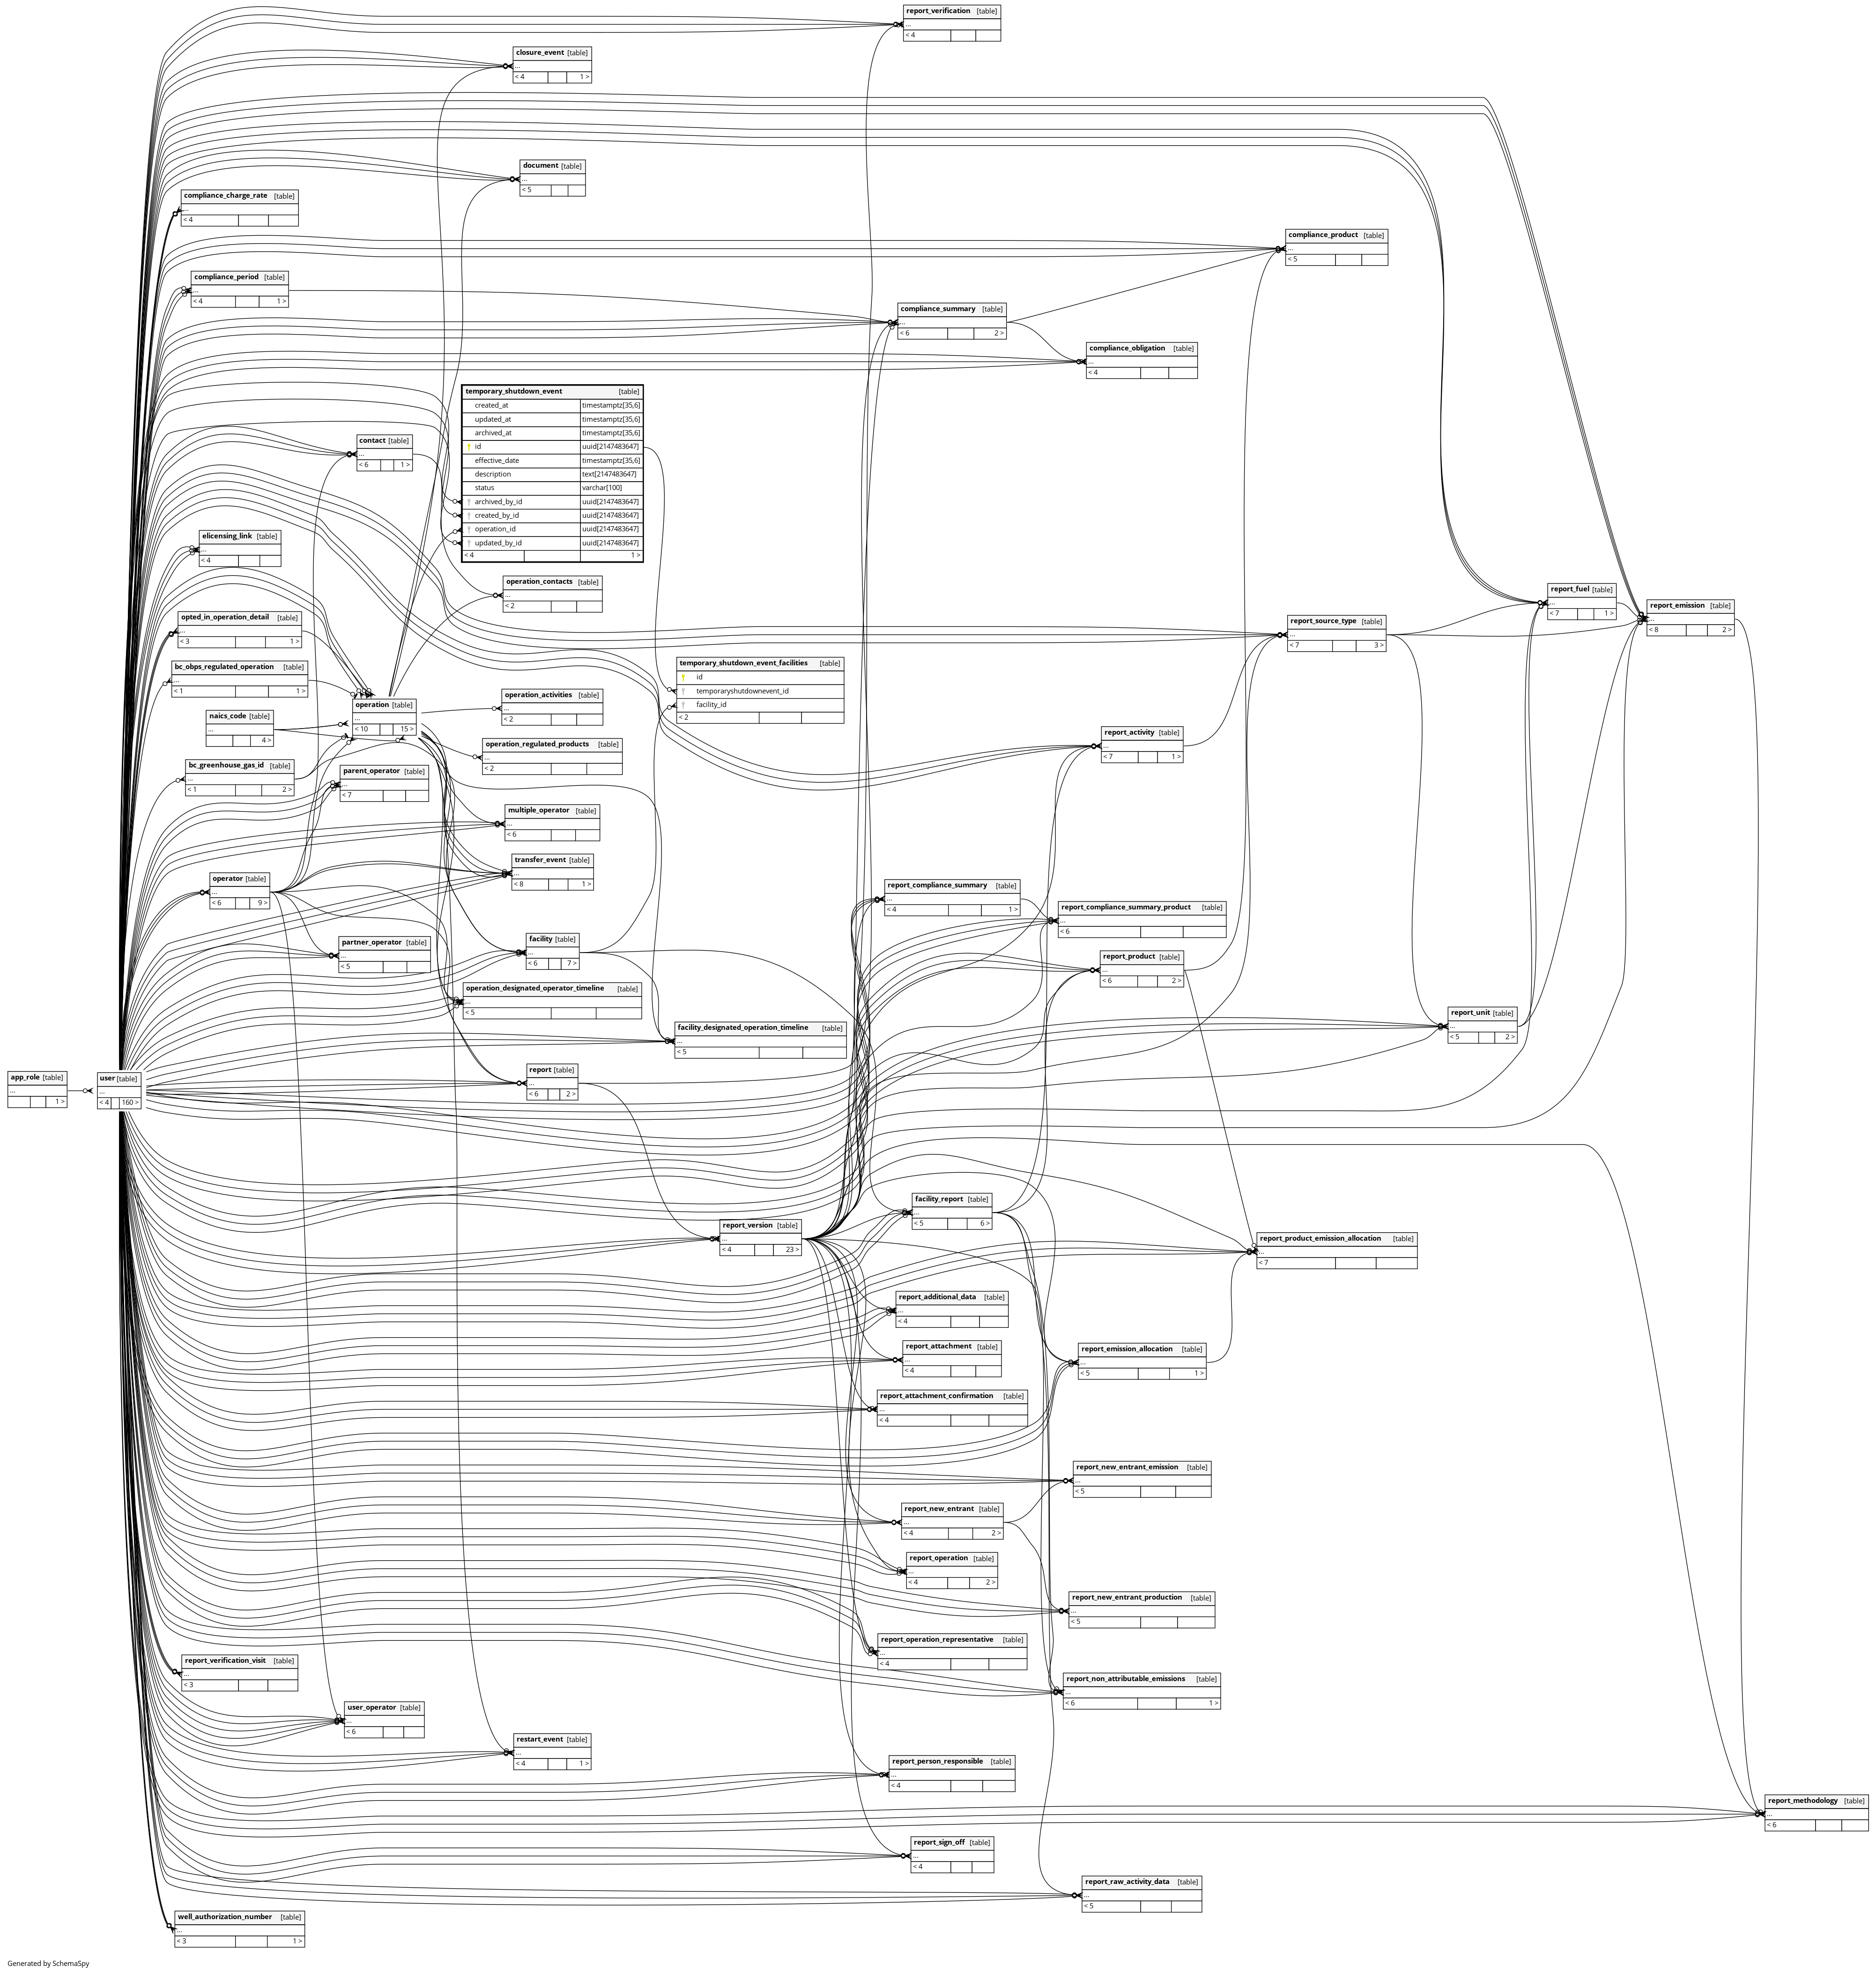 report_verification [table]
...
< 4
closure_event [table]
...
< 4 1 >
document [table]
...
< 5
compliance_charge_rate [table]
...
< 4
compliance_product [table]
...
< 5
compliance_period [table]
...
< 4 1 >
compliance_summary [table]
...
< 6 2 >
compliance_obligation [table]
...
< 4
temporary_shutdown_event [table]
created_at timestamptz[35,6]
updated_at timestamptz[35,6]
archived_at timestamptz[35,6]
id uuid[2147483647]
effective_date timestamptz[35,6]
description text[2147483647]
status varchar[100]
archived_by_id uuid[2147483647]
created_by_id uuid[2147483647]
operation_id uuid[2147483647]
updated_by_id uuid[2147483647]
< 4 1 >
contact [table]
...
< 6 1 >
elicensing_link [table]
...
< 4
operation_contacts [table]
...
< 2
report_fuel [table]
...
< 7 1 >
report_emission [table]
...
< 8 2 >
opted_in_operation_detail [table]
...
< 3 1 >
report_source_type [table]
...
< 7 3 >
bc_obps_regulated_operation [table]
...
< 1 1 >
temporary_shutdown_event_facilities [table]
id
temporaryshutdownevent_id
facility_id
< 2
operation [table]
...
< 10 15 >
operation_activities [table]
...
< 2
naics_code [table]
...
4 >
report_activity [table]
...
< 7 1 >
operation_regulated_products [table]
...
< 2
bc_greenhouse_gas_id [table]
...
< 1 2 >
parent_operator [table]
...
< 7
multiple_operator [table]
...
< 6
transfer_event [table]
...
< 8 1 >
operator [table]
...
< 6 9 >
report_compliance_summary [table]
...
< 4 1 >
report_compliance_summary_product [table]
...
< 6
partner_operator [table]
...
< 5
facility [table]
...
< 6 7 >
report_product [table]
...
< 6 2 >
operation_designated_operator_timeline [table]
...
< 5
report_unit [table]
...
< 5 2 >
facility_designated_operation_timeline [table]
...
< 5
app_role [table]
...
1 >
user [table]
...
< 4 160 >
report [table]
...
< 6 2 >
facility_report [table]
...
< 5 6 >
report_version [table]
...
< 4 23 >
report_product_emission_allocation [table]
...
< 7
report_additional_data [table]
...
< 4
report_attachment [table]
...
< 4
report_emission_allocation [table]
...
< 5 1 >
report_attachment_confirmation [table]
...
< 4
report_new_entrant_emission [table]
...
< 5
report_new_entrant [table]
...
< 4 2 >
report_operation [table]
...
< 4 2 >
report_new_entrant_production [table]
...
< 5
report_operation_representative [table]
...
< 4
report_verification_visit [table]
...
< 3
report_non_attributable_emissions [table]
...
< 6 1 >
user_operator [table]
...
< 6
restart_event [table]
...
< 4 1 >
report_person_responsible [table]
...
< 4
report_methodology [table]
...
< 6
report_sign_off [table]
...
< 4
report_raw_activity_data [table]
...
< 5
well_authorization_number [table]
...
< 3 1 >
Generated by SchemaSpy